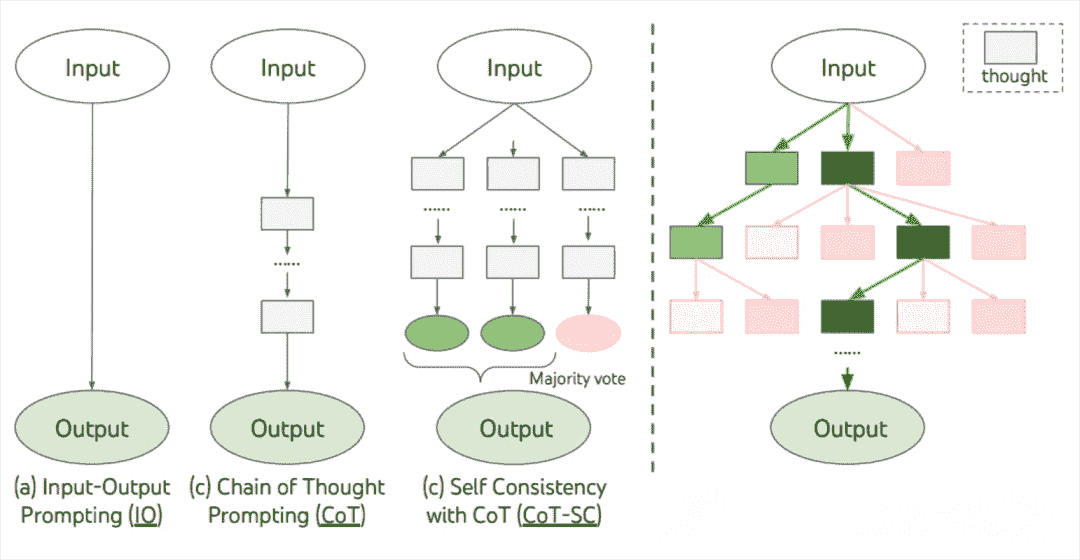 Input
Input
Input
Input
thought
......
......
......
......
......
Majority vote
Output
Output
Output
Output
(a) Input-Output
Prompting (IO)
(c) Chain of Thought
Prompting (CoT)
(c) Self Consistency
with CoT (CoT-SC)